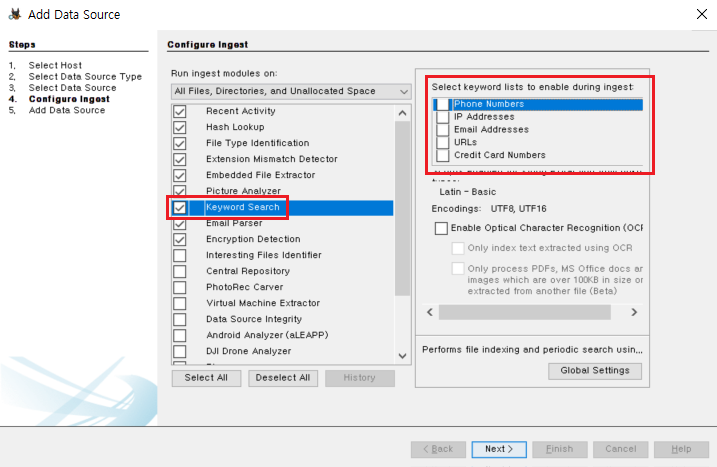 Add Data Source
Steps
1, Select Host
2, Select Data Source Type
3, Select Data Source
4, Configure Ingest
5, Add Data Source
Configure Ingest
Run ingest modules on:
All Files, Directories, and Unallocated Space
Recent Activity
Hash Lookup
File Type Identification
Extension Mismatch Detector
Embedded File Extractor
Picture Analyzer
Keyword Search
Email Parser
Encryption Detection
Interesting Files Identifier
Central Repository
PhotoRec Carver
Virtual Machine Extractor
Data Source Integrity
Android Analyzer (aLEAPP)
DJI Drone Analyzer
Select All
Deselect All
History
Select keyword lists to enable during ingest:
Phone Numbers
IP Addresses
Email Addresses
URLs
Credit Card Numbers
Latin - Basic
Encodings: UTF8, UTF16
Enable Optical Character Recognition (OCF
Only index text extracted using OCR
Only process PDFs, MS Office docs ar
images which are over 100KB in size or
extracted from another file (Beta)
Performs file indexing and periodic search usin,,,
Global Settings
< Back
Next >
Finish
Cancel
Help